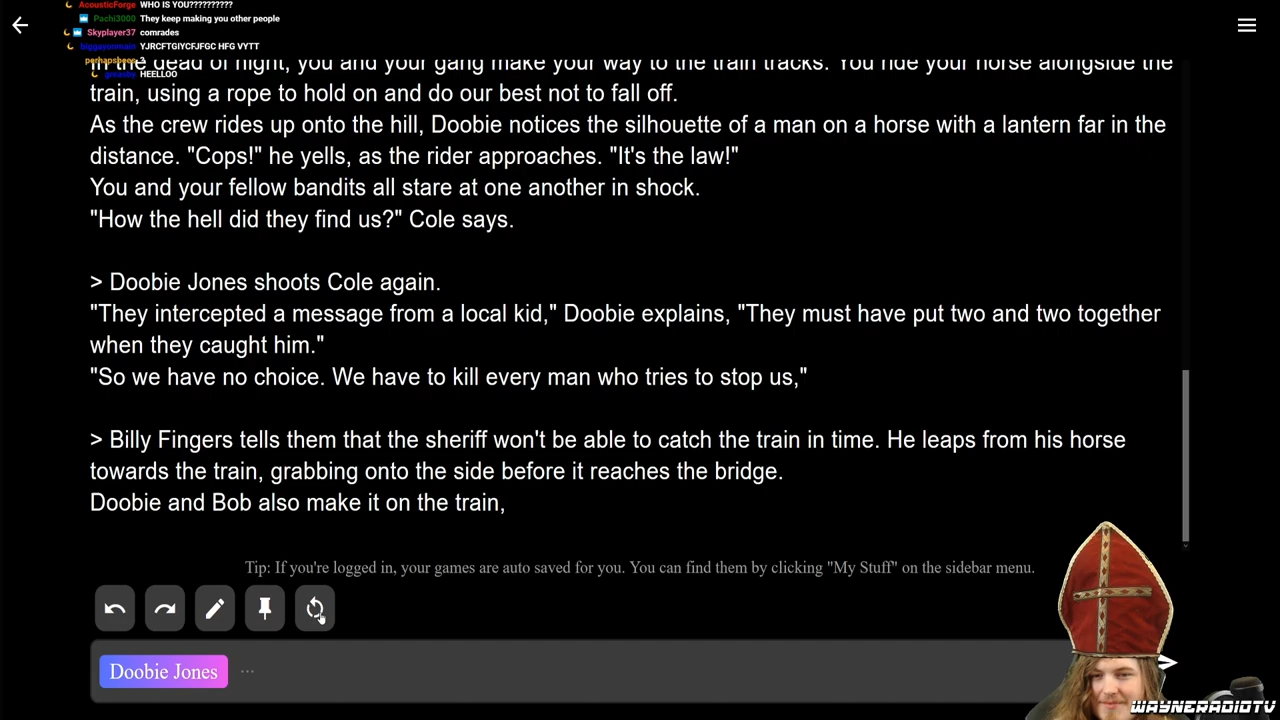 AcousticForge WHO IS YOU??????????
Pachi3000 They keep making you other people
Skyplayer37 comrades
YJRCFTGIYCFJFGC HFG VYTT
perhapsbees ?
greasby HEELLOO
In the dead of night, you and your gang make your way to the train tracks. You ride your horse alongside the
train, using a rope to hold on and do our best not to fall off.
As the crew rides up onto the hill, Doobie notices the silhouette of a man on a horse with a lantern far in the
distance. "Cops!" he yells, as the rider approaches. "It's the law!"
You and your fellow bandits all stare at one another in shock.
"How the hell did they find us?" Cole says.
> Doobie Jones shoots Cole again.
"They intercepted a message from a local kid," Doobie explains, "They must have put two and two together
when they caught him."
"So we have no choice. We have to kill every man who tries to stop us,"
> Billy Fingers tells them that the sheriff won't be able to catch the train in time. He leaps from his horse
towards the train, grabbing onto the side before it reaches the bridge.
Doobie and Bob also make it on the train,
Tip: If you're logged in, your games are auto saved for you. You can find them by clicking "My Stuff" on the sidebar menu.
Doobie Jones ...
WAYNERADIOTV